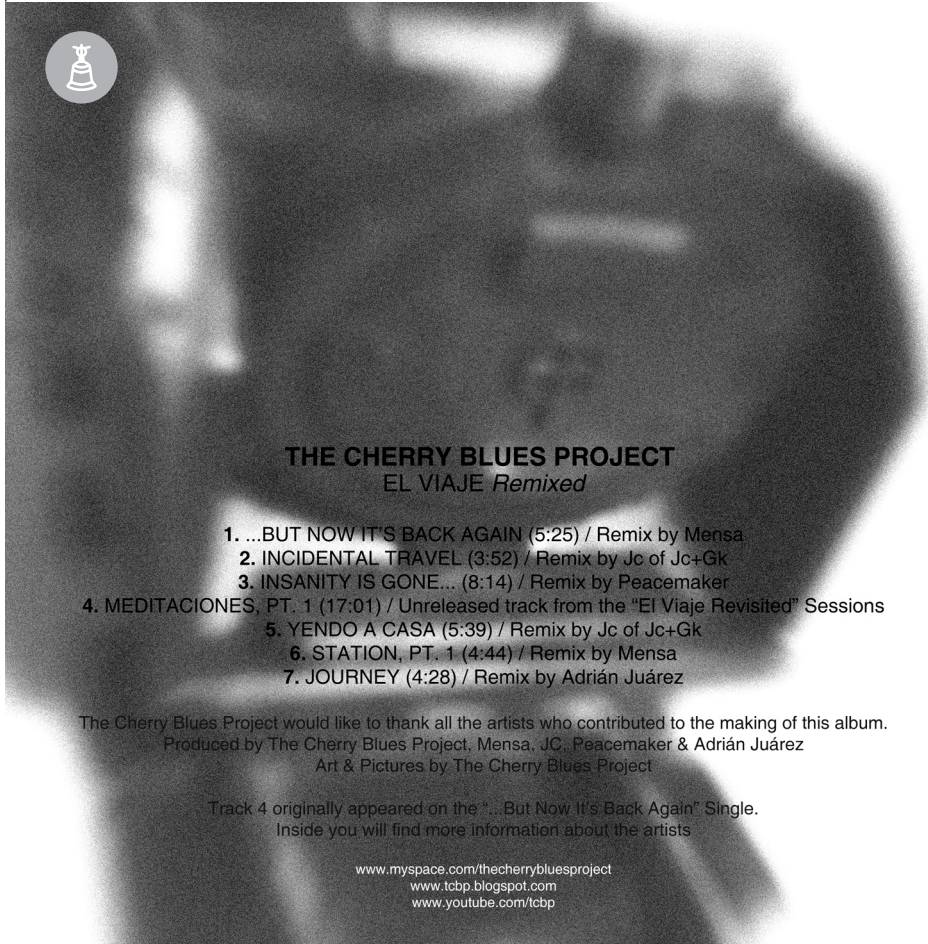 THE CHERRY BLUES PROJECT
EL VIAJE Remixed
1. ...BUT NOW IT'S BACK AGAIN (5:25) / Remix by Mensa
2. INCIDENTAL TRAVEL (3:52) / Remix by Jc of Jc+Gk
3. INSANITY IS GONE... (8:14) / Remix by Peacemaker
4. MEDITACIONES, PT. 1 (17:01) / Unreleased track from the “El Viaje Revisited” Sessions
5. YENDO A CASA (5:39) / Remix by Jc of Jc+Gk
6. STATION, PT. 1 (4:44) / Remix by Mensa
7. JOURNEY (4:28) / Remix by Adrián Juárez
The Cherry Blues Project would like to thank all the artists who contributed to the making of this album.
Produced by The Cherry Blues Project, Mensa, JC, Peacemaker & Adrián Juárez
Art & Pictures by The Cherry Blues Project
Track 4 originally appeared on the “...But Now It's Back Again” Single.
Inside you will find more information about the artists
www.myspace.com/thecherrybluesproject
www.tcbp.blogspot.com
www.youtube.com/tcbp